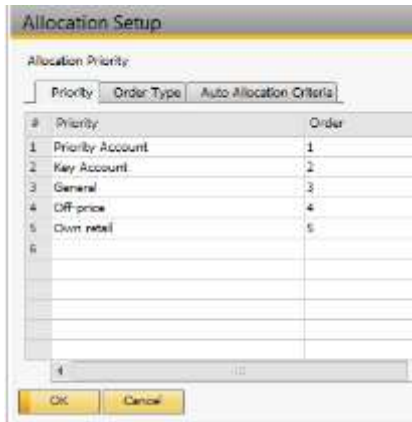 Allocation Setup
Allocation Priority
Priority Order Type Auto Allocation Criteria
# Priority Order
1 Priority Account 1
2 Key Account 2
3 General 3
4 Off-price 4
5 Own retail 5
6
OK Cancel